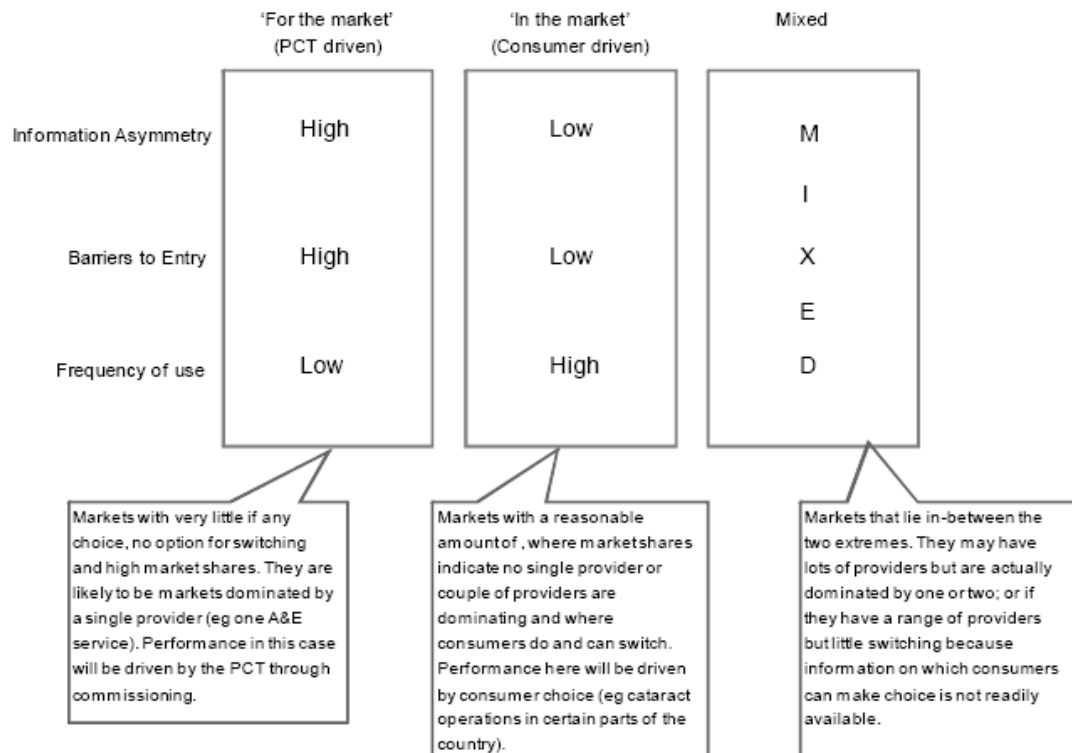 'For the market'
(PCT driven)
'In the market'
(Consumer driven)
Mixed
Information Asymmetry
High
Low
M
I
Barriers to Entry
High
Low
X
E
Frequency of use
Low
High
D
Markets with very little if any
choice, no option for switching
and high market shares. They are
likely to be markets dominated by
a single provider (eg one A&E
service). Performance in this case
will be driven by the PCT through
commissioning.
Markets with a reasonable
amount of , where market shares
indicate no single provider or
couple of providers are
dominating and where
consumers do and can switch.
Performance here will be driven
by consumer choice (eg cataract
operations in certain parts of the
country).
Markets that lie in-between the
two extremes. They may have
lots of providers but are actually
dominated by one or two; or if
they have a range of providers
but little switching because
information on which consumers
can make choice is not readily
available.